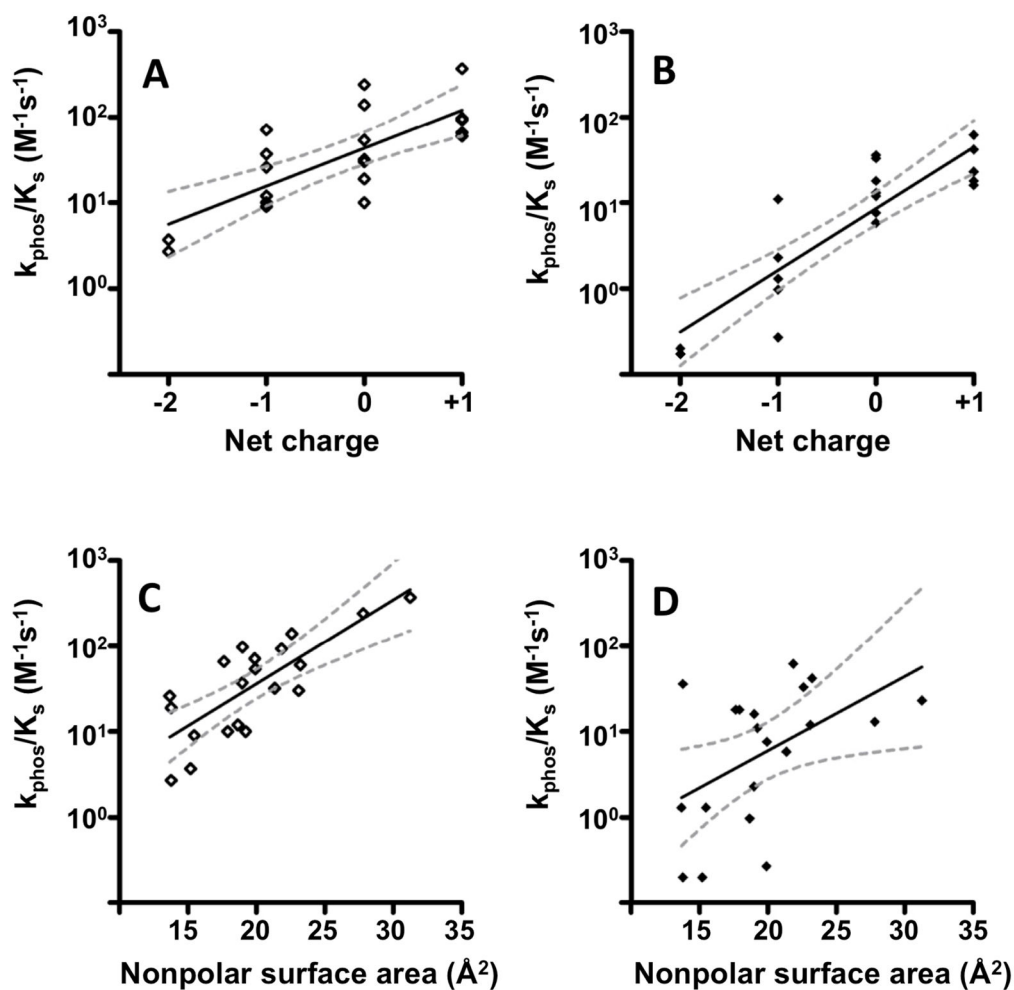 A
10³
10²
10¹
10⁰
kphos/Ks (M⁻¹s⁻¹)
-2 -1 0 +1
Net charge
B
10³
10²
10¹
10⁰
kphos/Ks (M⁻¹s⁻¹)
-2 -1 0 +1
Net charge
C
10³
10²
10¹
10⁰
kphos/Ks (M⁻¹s⁻¹)
15 20 25 30 35
Nonpolar surface area (Å²)
D
10³
10²
10¹
10⁰
kphos/Ks (M⁻¹s⁻¹)
15 20 25 30 35
Nonpolar surface area (Å²)